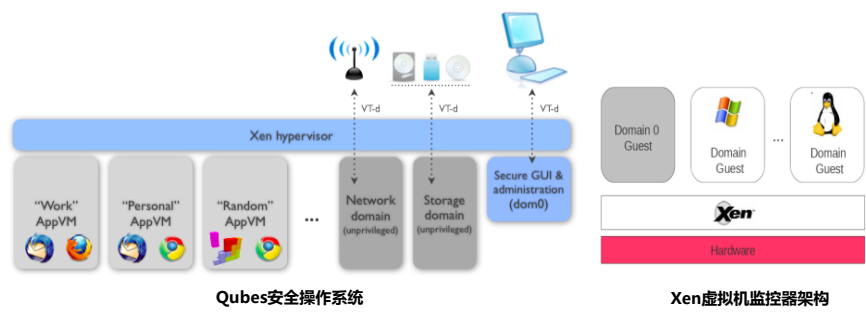 VT-d
VT-d
VT-d
Xen hypervisor
“Work”
AppVM
“Personal”
AppVM
“Random”
AppVM
...
Network
domain
(unprivileged)
Storage
domain
(unprivileged)
Secure GUI &
administration
(dom0)
Qubes安全操作系统
Domain 0
Guest
Domain
Guest
...
Domain
Guest
Xen
Hardware
Xen虚拟机监控器架构